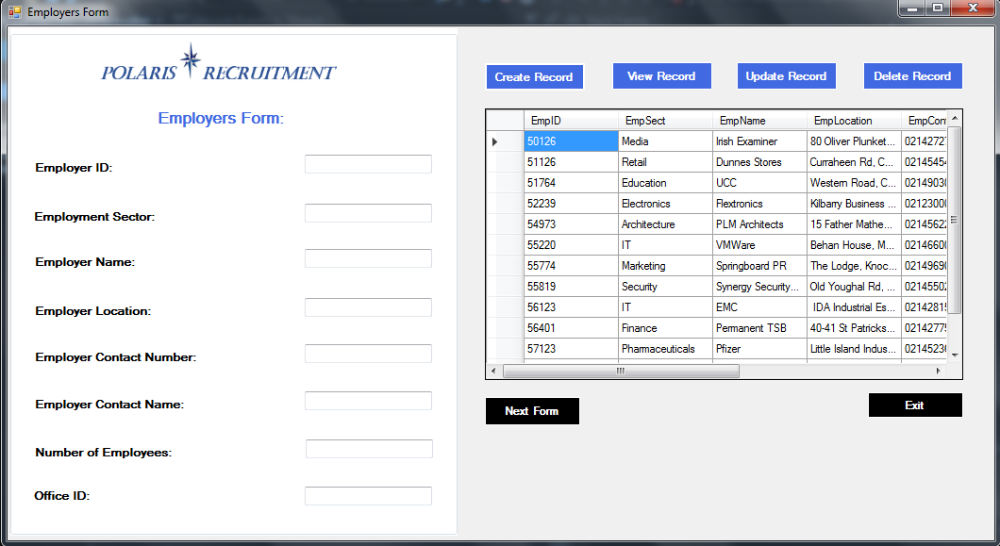 Employers Form
POLARIS RECRUITMENT
Employers Form:
Employer ID:
Employment Sector:
Employer Name:
Employer Location:
Employer Contact Number:
Employer Contact Name:
Number of Employees:
Office ID:
Create Record View Record Update Record Delete Record
EmpID EmpSect EmpName EmpLocation EmpCon
50126 Media Irish Examiner 80 Oliver Plunket... 0214272
51126 Retail Dunnes Stores Curraheen Rd, C... 0214545
51764 Education UCC Western Road, C... 0214903
52239 Electronics Flextronics Kilbarry Business ... 0212300
54973 Architecture PLM Architects 15 Father Mathe... 0214562
55220 IT VMWare Behan House, M... 0214660
55774 Marketing Springboard PR The Lodge, Knoc... 0214969
55819 Security Synergy Security... Old Youghal Rd, ... 0214550
56123 IT EMC IDA Industrial Es... 0214281
56401 Finance Permanent TSB 40-41 St Patricks... 0214277
57123 Pharmaceuticals Pfizer Little Island Indus... 0214523
Next Form Exit